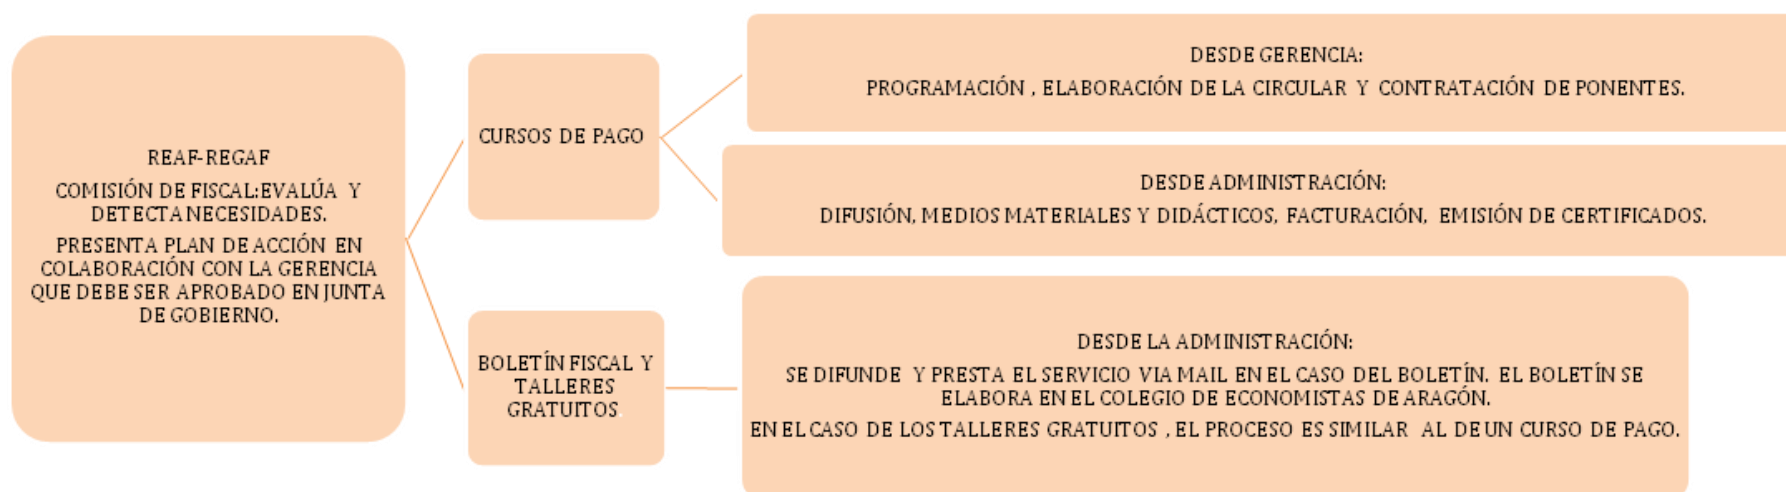 REAF-REGAF
COMISIÓN DE FISCAL:EVALÚA Y
DETECTA NECESIDADES.
PRESENTA PLAN DE ACCIÓN EN
COLABORACIÓN CON LA GERENCIA
QUE DEBE SER APROBADO EN JUNTA
DE GOBIERNO.
CURSOS DE PAGO
DESDE GERENCIA:
PROGRAMACIÓN , ELABORACIÓN DE LA CIRCULAR Y CONTRATACIÓN DE PONENTES.
DESDE ADMINISTRACIÓN:
DIFUSIÓN, MEDIOS MATERIALES Y DIDÁCTICOS, FACTURACIÓN, EMISIÓN DE CERTIFICADOS.
BOLETÍN FISCAL Y
TALLERES
GRATUITOS.
DESDE LA ADMINISTRACIÓN:
SE DIFUNDE Y PRESTA EL SERVICIO VIA MAIL EN EL CASO DEL BOLETÍN. EL BOLETÍN SE
ELABORA EN EL COLEGIO DE ECONOMISTAS DE ARAGÓN.
EN EL CASO DE LOS TALLERES GRATUITOS , EL PROCESO ES SIMILAR AL DE UN CURSO DE PAGO.